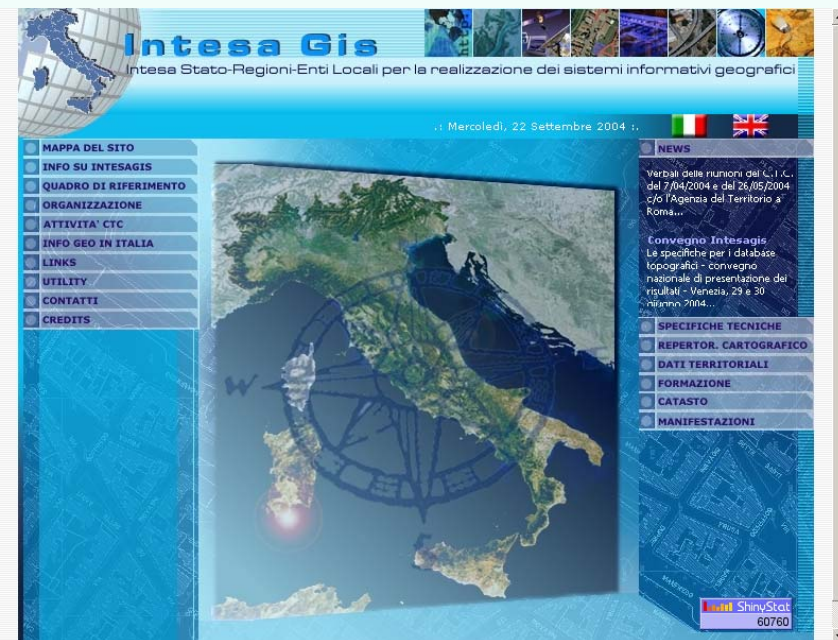 Intesa Gis
Intesa Stato-Regioni-Enti Locali per la realizzazione dei sistemi informativi geografici
.: Mercoledì, 22 Settembre 2004 :.
MAPPA DEL SITO
INFO SU INTESAGIS
QUADRO DI RIFERIMENTO
ORGANIZZAZIONE
ATTIVITA' CTC
INFO GEO IN ITALIA
LINKS
UTILITY
CONTATTI
CREDITS
W
NEWS
Verbali delle riunioni del C.T.C.
del 7/04/2004 e del 26/05/2004
c/o l'Agenzia del Territorio a
Roma...
Convegno Intesagis
Le specifiche per i database
topografici - convegno
nazionale di presentazione dei
risultati - Venezia, 29 e 30
giugno 2004...
SPECIFICHE TECNICHE
REPERTOR. CARTOGRAFICO
DATI TERRITORIALI
FORMAZIONE
CATASTO
MANIFESTAZIONI
ShinyStat
60760